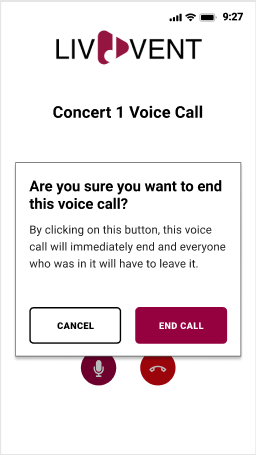 9:27
LIV VENT
Concert 1 Voice Call
Are you sure you want to end
this voice call?
By clicking on this button, this voice
call will immediately end and everyone
who was in it will have to leave it.
CANCEL
END CALL